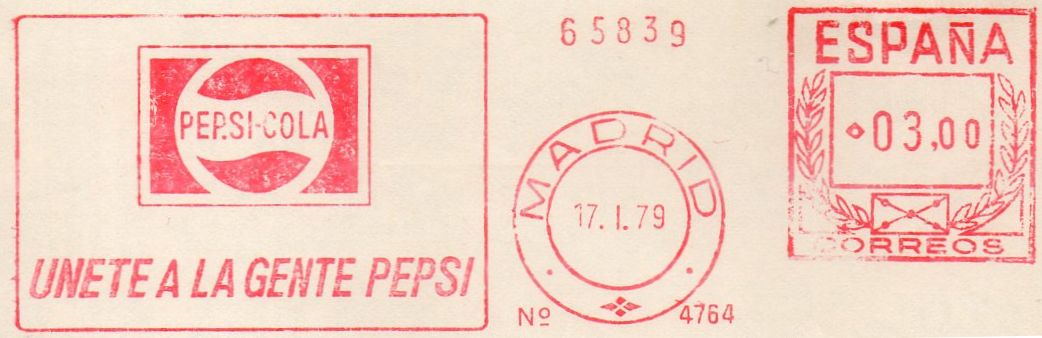 PEPSI-COLA
UNETE A LA GENTE PEPSI
65839
MADRID
17.I.79
Nº 4764
ESPAÑA
03,00
CORREOS